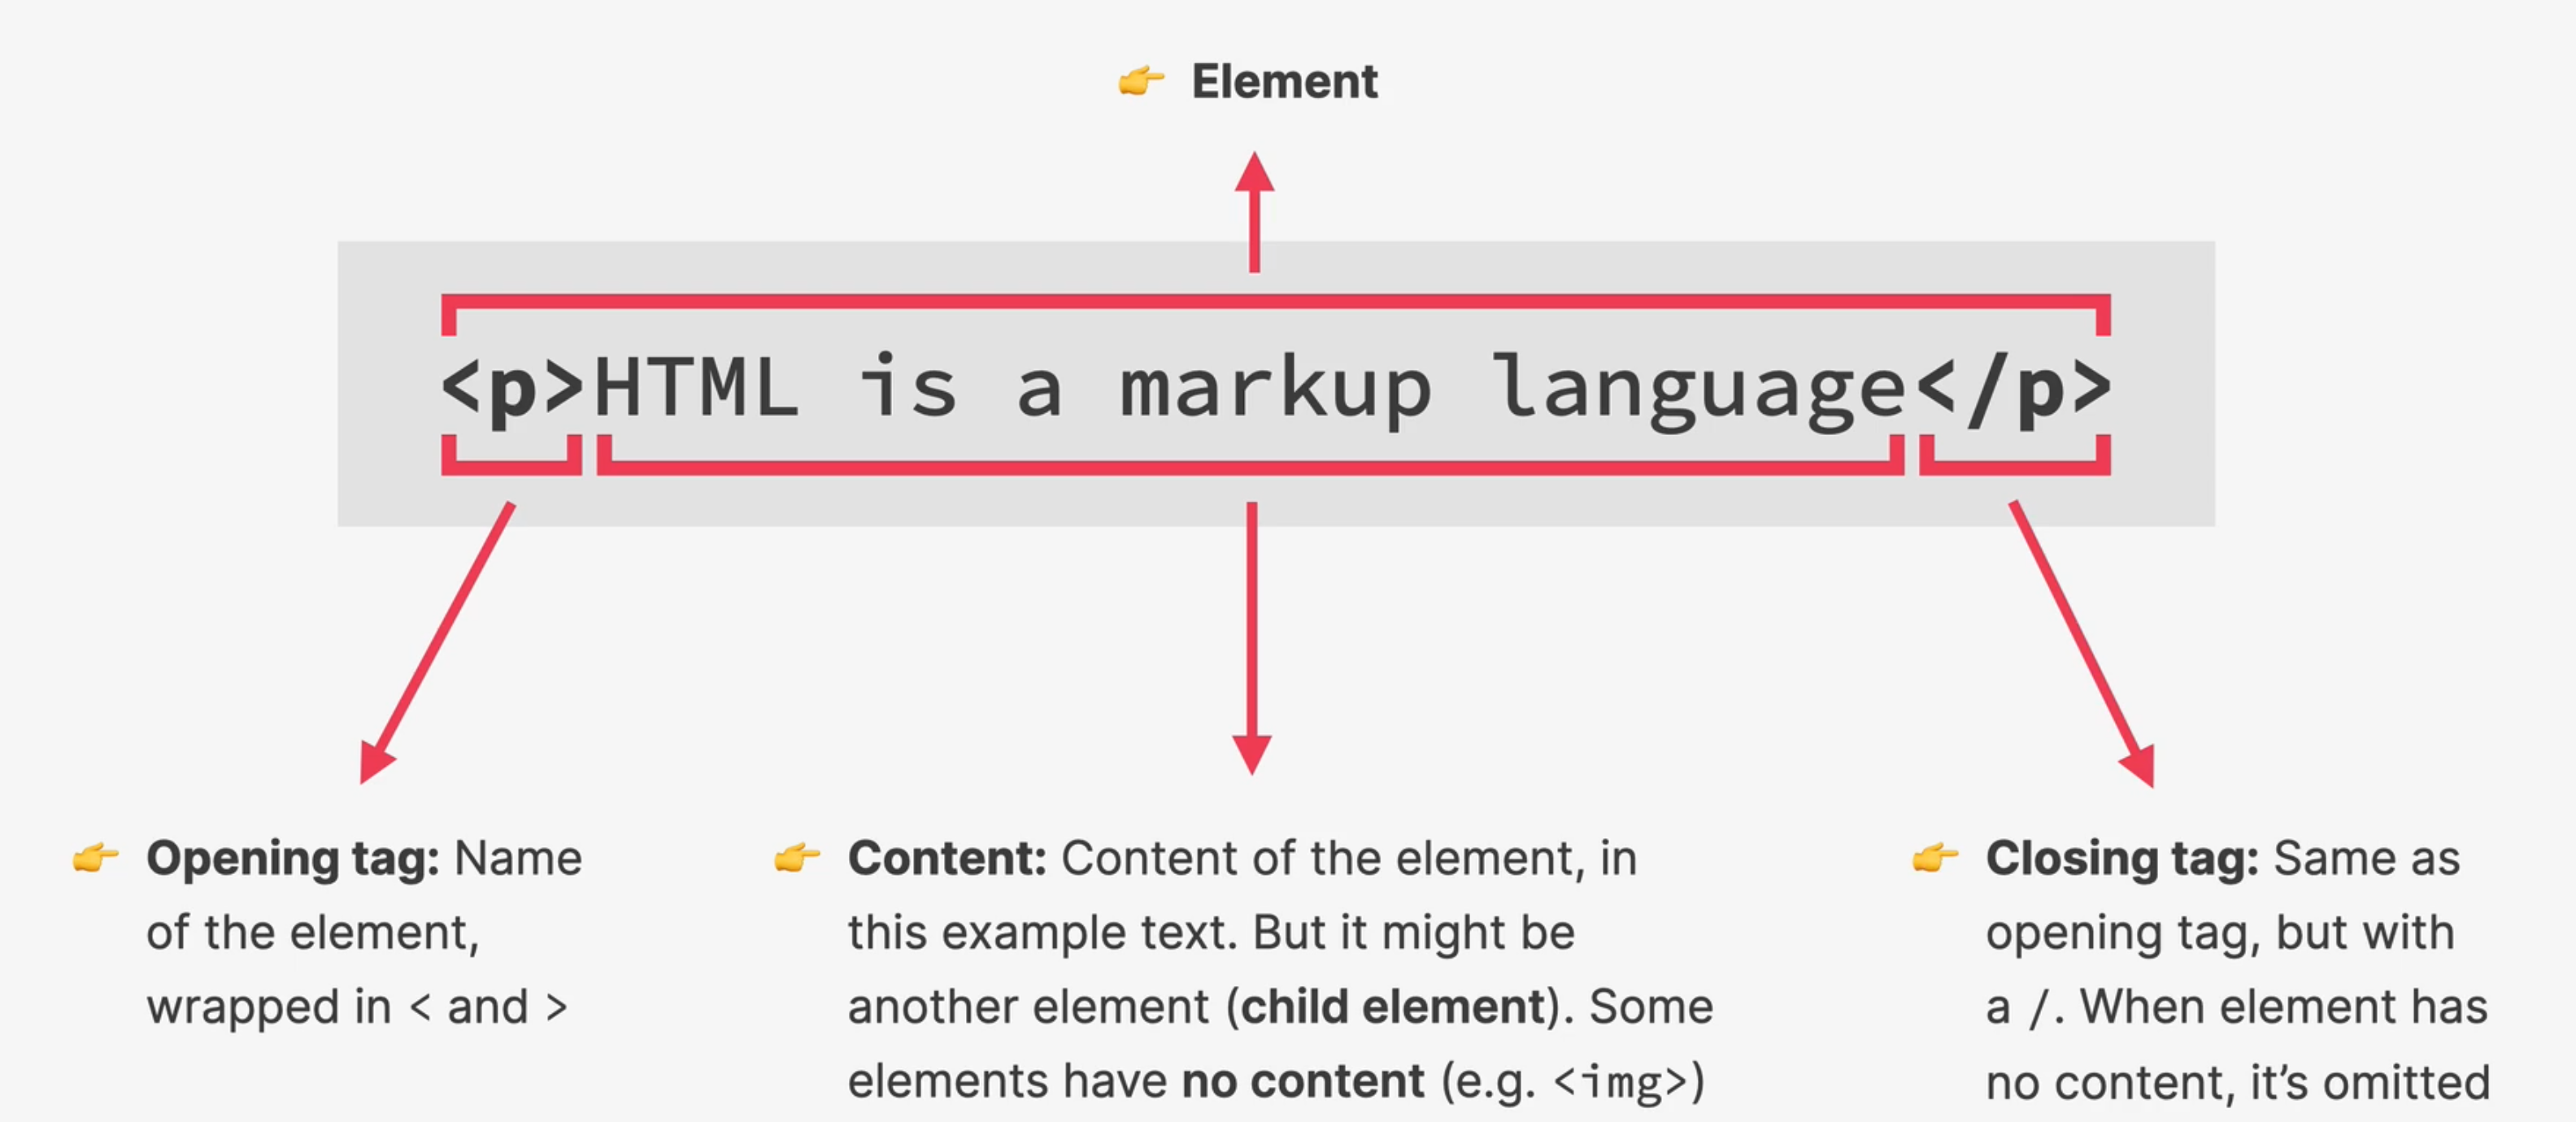 👉 Element
<p>HTML is a markup language</p>
👉 Opening tag: Name
of the element,
wrapped in < and >
👉 Content: Content of the element, in
this example text. But it might be
another element (child element). Some
elements have no content (e.g. <img>)
👉 Closing tag: Same as
opening tag, but with
a /. When element has
no content, it’s omitted